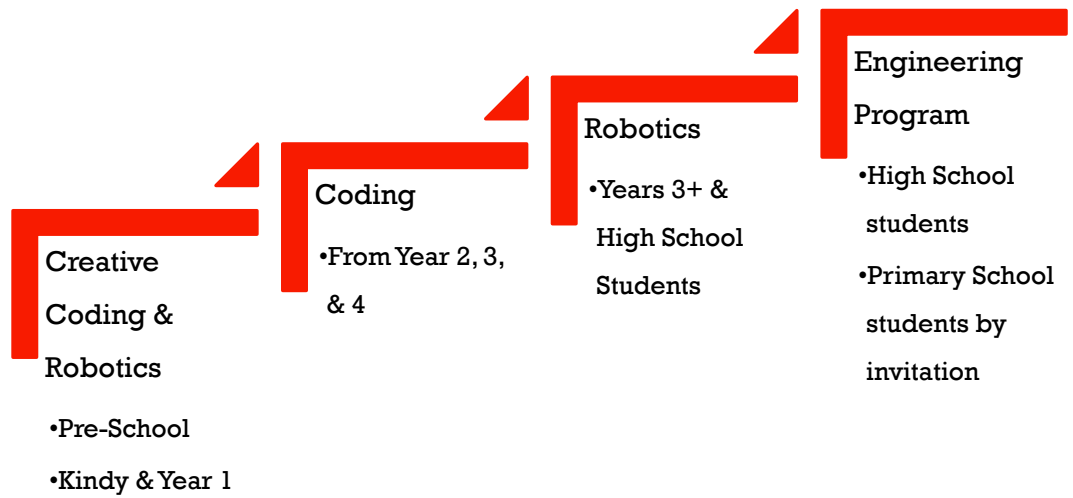 Creative
Coding &
Robotics
•Pre-School
•Kindy & Year 1
Coding
•From Year 2, 3,
& 4
Robotics
•Years 3+ &
High School
Students
Engineering
Program
•High School
students
•Primary School
students by
invitation